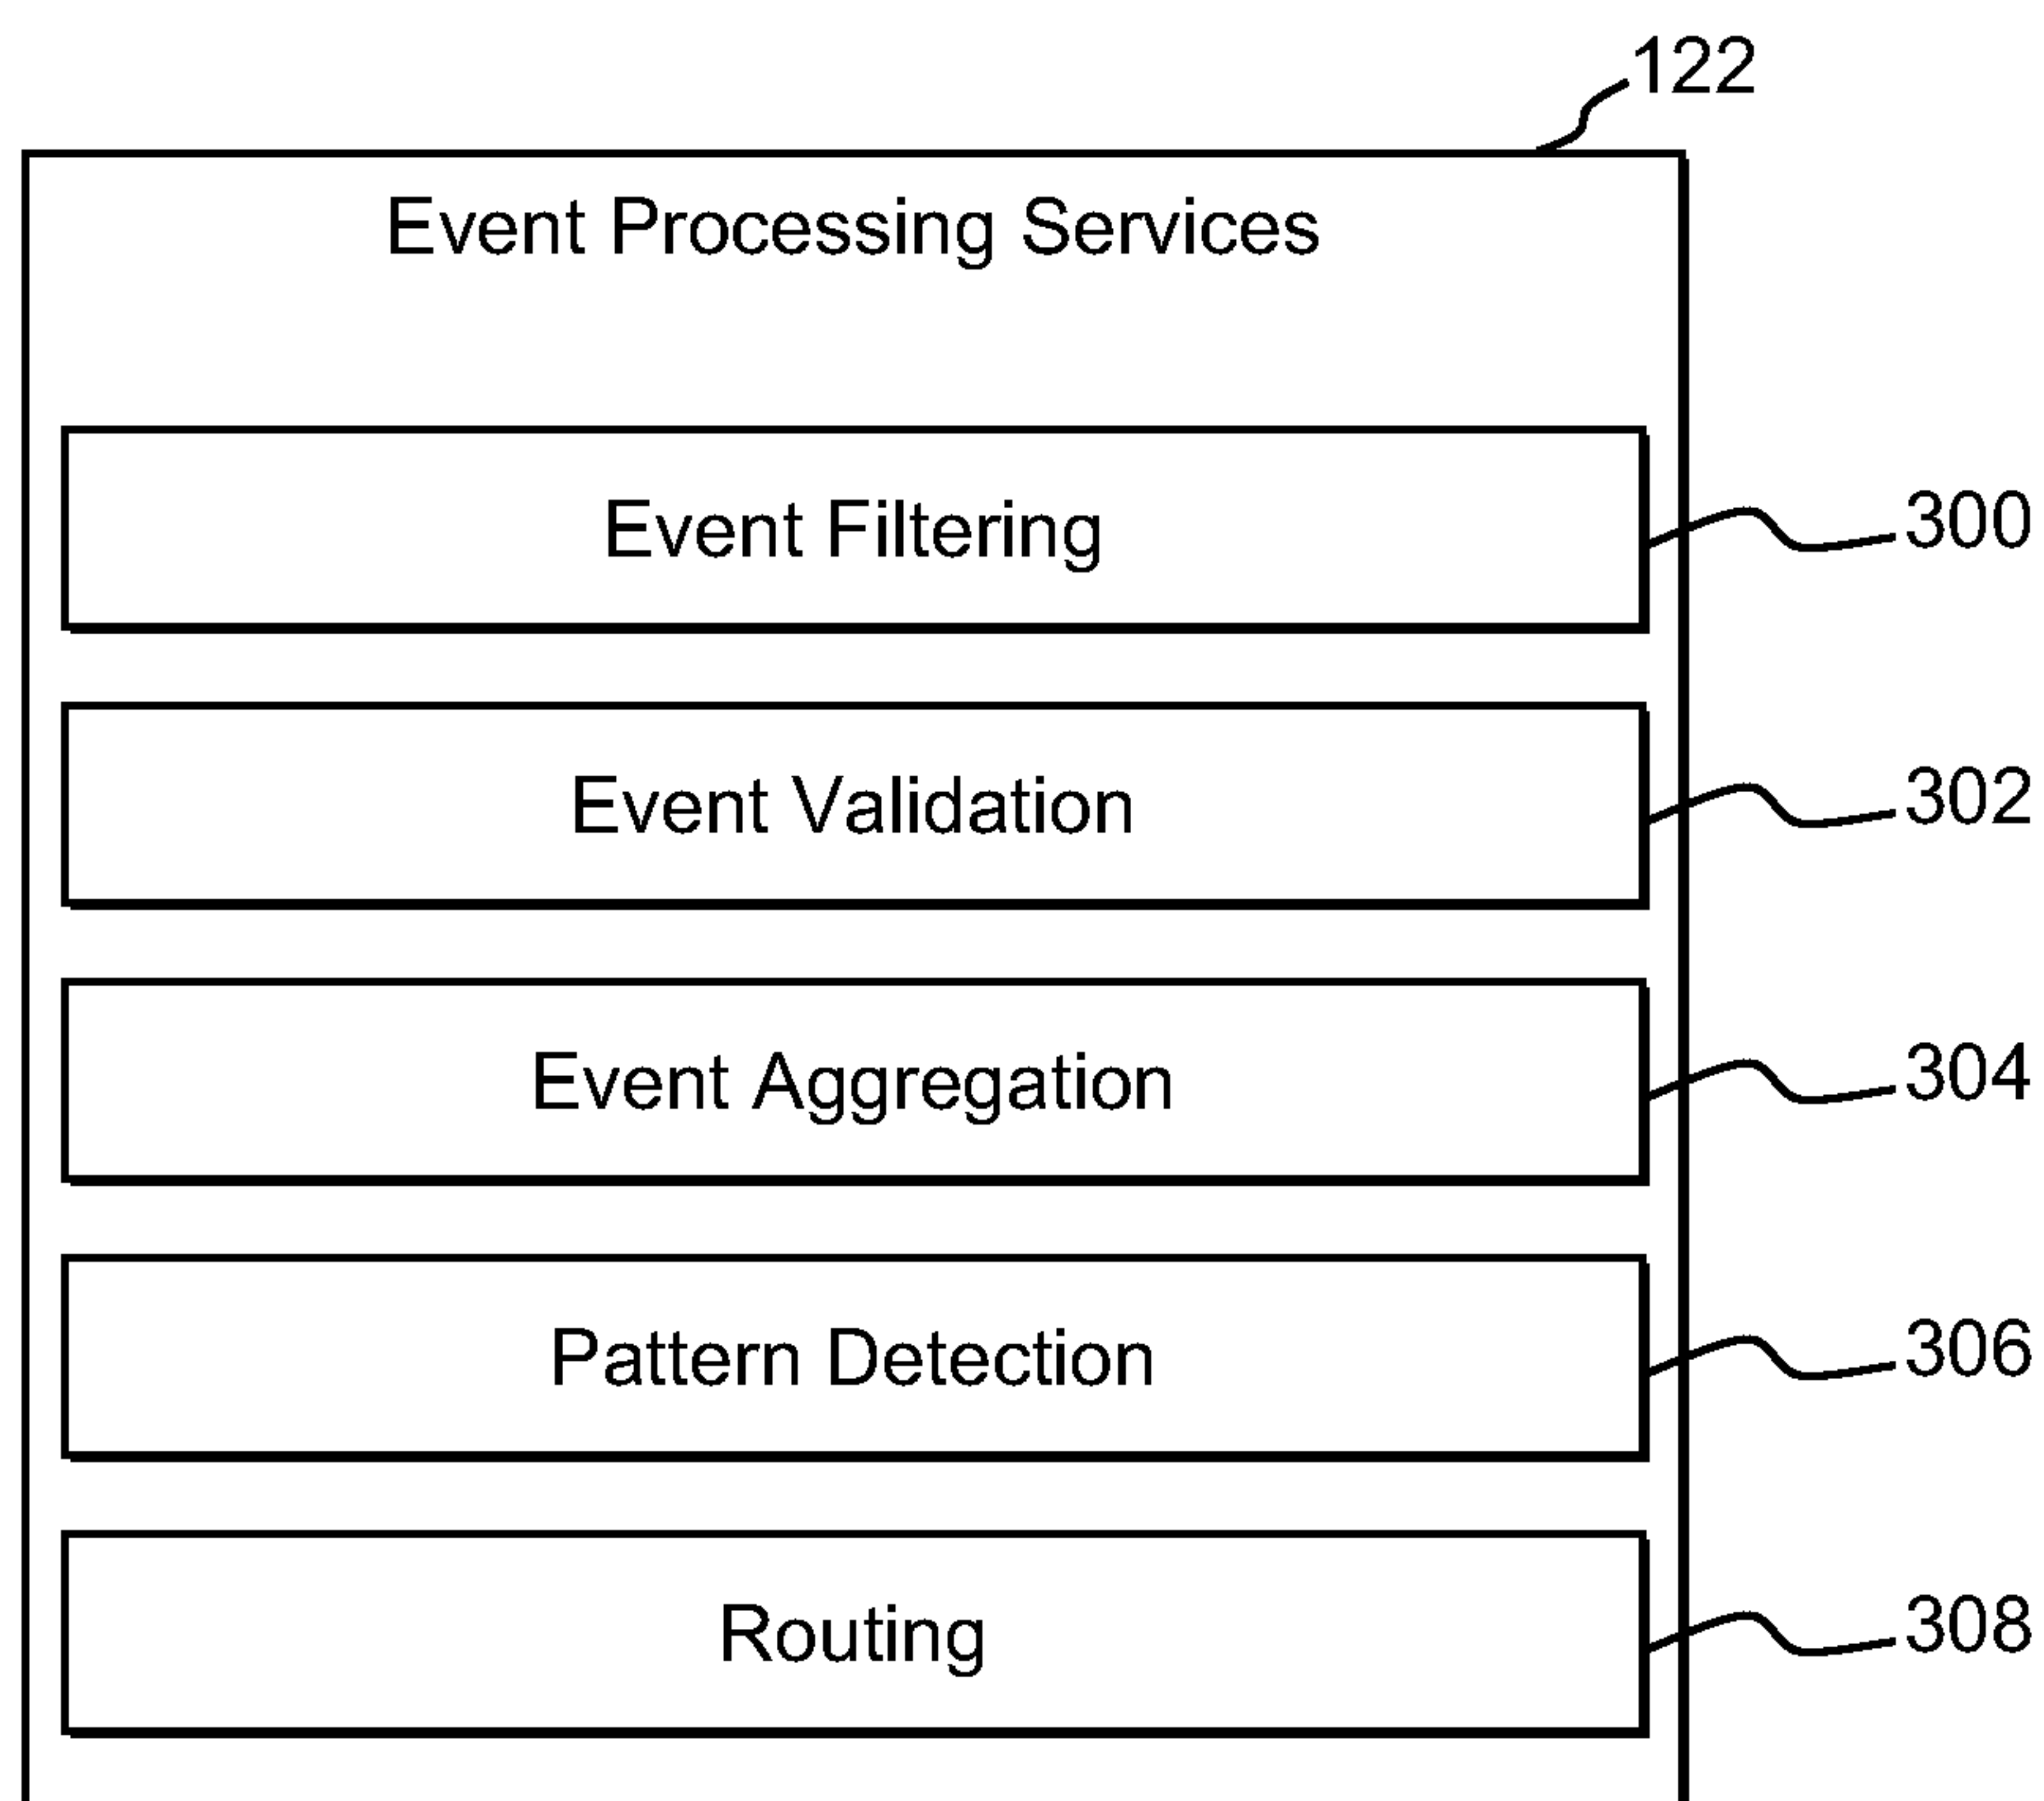 122
Event Processing Services
Event Filtering
300
Event Validation
302
Event Aggregation
304
Pattern Detection
306
Routing
308